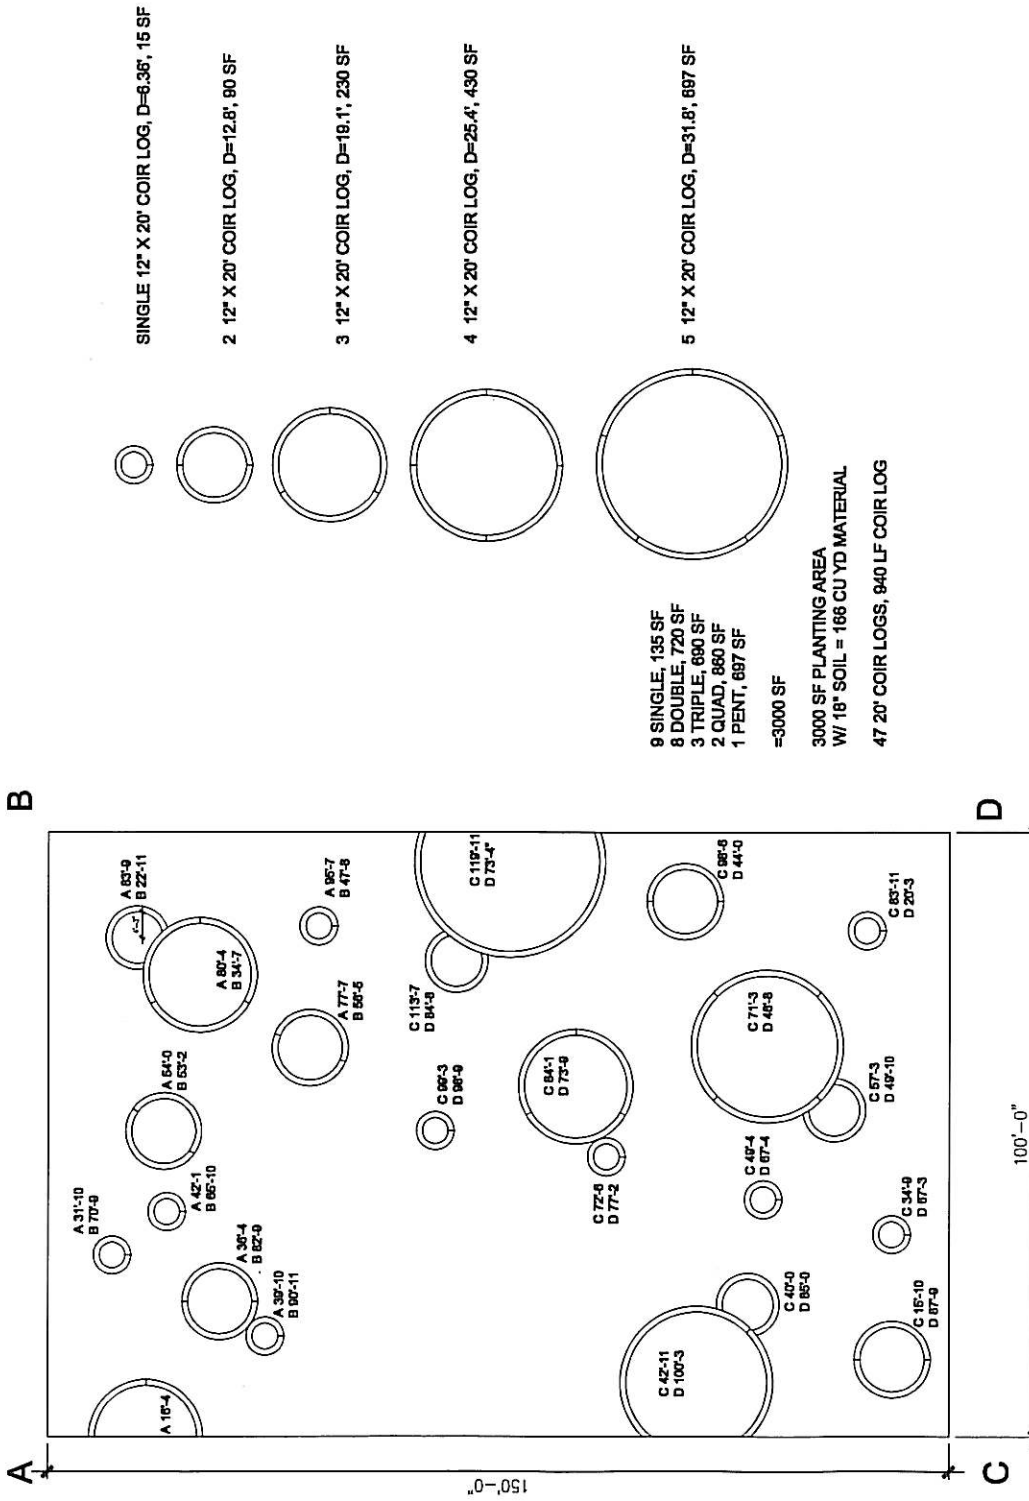 A
B
A 31'-10
B 70'-9
A 42'-1
B 65'-10
A 54'-0
B 53'-2
A 83'-9
B 22'-11
A 80'-4
B 34'-7
A 36'-4
B 82'-9
A 39'-10
B 90'-11
A 16'-4
A 77'-7
B 56'-5
A 95'-7
B 47'-8
C 113'-7
D 84'-8
C 119'-11
D 73'-4"
C 99'-3
D 98'-9
C 84'-1
D 73'-9
C 72'-6
D 77'-2
C 98'-6
D 44'-0
C 71'-3
D 48'-8
C 57'-3
D 49'-10
C 49'-4
D 67'-4
C 83'-11
D 20'-3
C 34'-9
D 67'-3
C 40'-0
D 85'-0
C 42'-11
D 100'-3
C 15'-10
D 87'-9
C
D
150'-0"
100'-0"
SINGLE 12" X 20' COIR LOG, D=6.36', 15 SF
2 12" X 20' COIR LOG, D=12.8', 90 SF
3 12" X 20' COIR LOG, D=19.1', 230 SF
4 12" X 20' COIR LOG, D=25.4', 430 SF
5 12" X 20' COIR LOG, D=31.8', 697 SF
9 SINGLE, 135 SF
8 DOUBLE, 720 SF
3 TRIPLE, 690 SF
2 QUAD, 860 SF
1 PENT, 697 SF
=3000 SF
3000 SF PLANTING AREA
W/ 18" SOIL = 166 CU YD MATERIAL
47 20' COIR LOGS, 940 LF COIR LOG